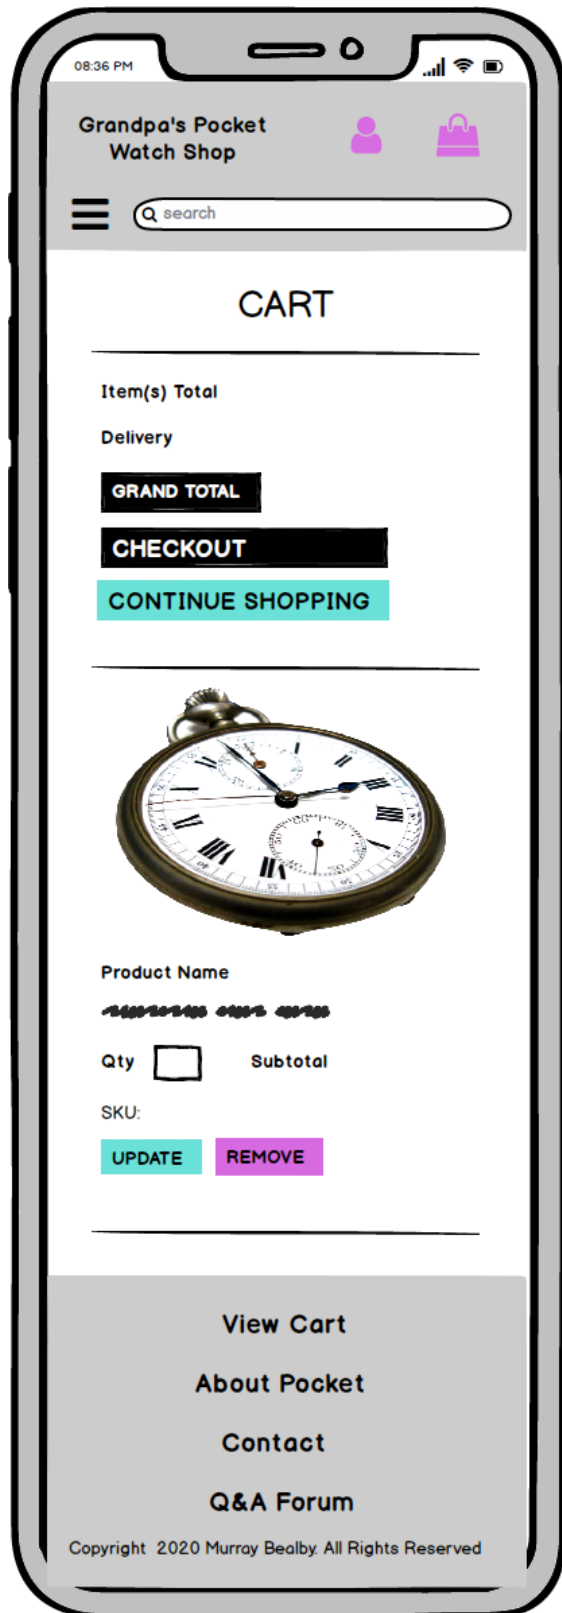 08:36 PM
Grandpa's Pocket
Watch Shop
search
CART
Item(s) Total
Delivery
GRAND TOTAL
CHECKOUT
CONTINUE SHOPPING
Product Name
Qty
Subtotal
SKU:
UPDATE
REMOVE
View Cart
About Pocket
Contact
Q&A Forum
Copyright 2020 Murray Bealby. All Rights Reserved